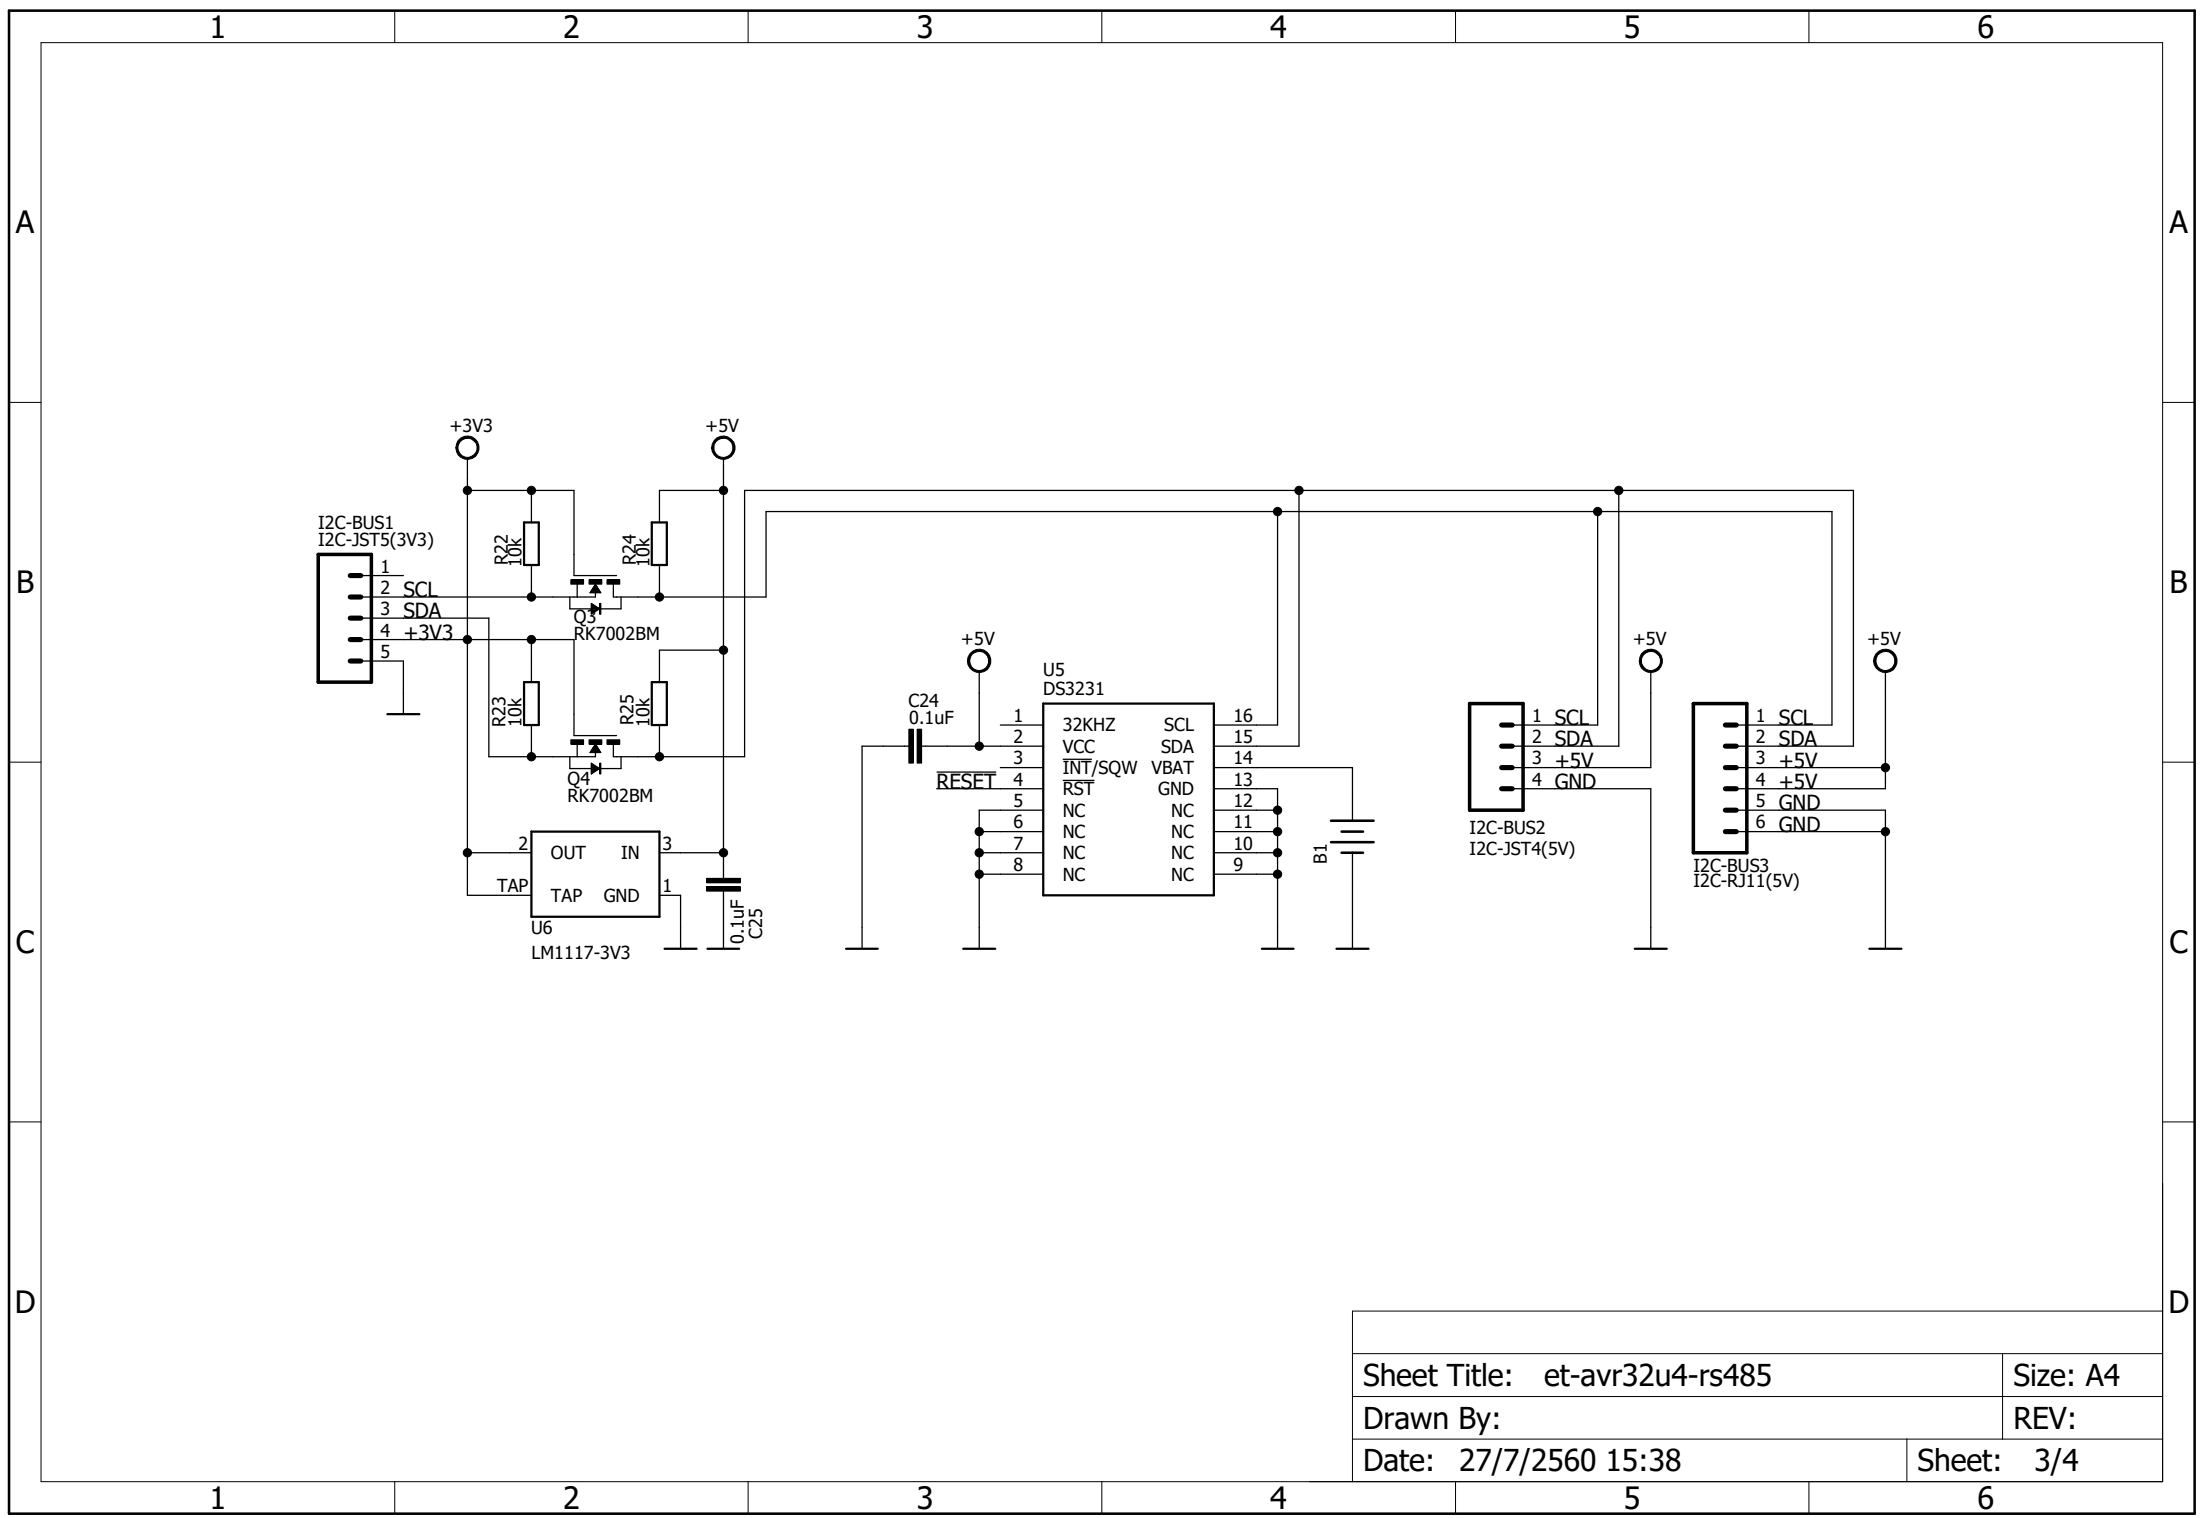 1 2 3 4 5 6
A A
+3V3 +5V
I2C-BUS1
I2C-JST5(3V3)
R22
10k
R24
10k
1
2 SCL
3 SDA
4 +3V3
5
B B
Q3
RK7002BM
R23
10k
R25
10k
Q4
RK7002BM
2 OUT IN 3
TAP TAP GND 1
U6
LM1117-3V3
0.1uF
C25
+5V
C24
0.1uF
U5
DS3231
1 32KHZ SCL 16
2 VCC SDA 15
3 INT/SQW VBAT 14
RESET 4 RST GND 13
5 NC NC 12
6 NC NC 11
7 NC NC 10
8 NC NC 9
B1
+5V
1 SCL
2 SDA
3 +5V
4 GND
I2C-BUS2
I2C-JST4(5V)
+5V
1 SCL
2 SDA
3 +5V
4 +5V
5 GND
6 GND
I2C-BUS3
I2C-RJ11(5V)
C C
D D
Sheet Title: et-avr32u4-rs485 Size: A4
Drawn By: REV:
Date: 27/7/2560 15:38 Sheet: 3/4
1 2 3 4 5 6